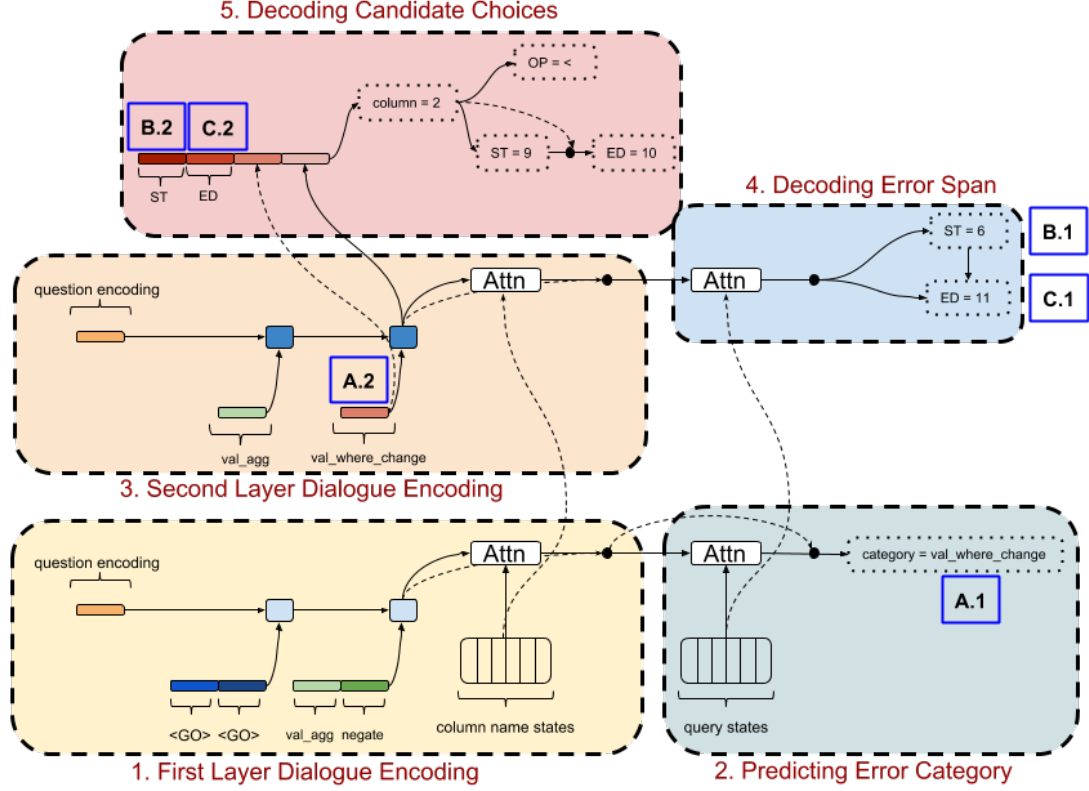 5. Decoding Candidate Choices
OP = <
column = 2
B.2
C.2
ST = 9
ED = 10
ST
ED
4. Decoding Error Span
ST = 6
B.1
Attn
Attn
question encoding
ED = 11
C.1
A.2
val_agg
val_where_change
3. Second Layer Dialogue Encoding
Attn
Attn
category = val_where_change
question encoding
A.1
<GO>
<GO>
val_agg
negate
column name states
query states
1. First Layer Dialogue Encoding
2. Predicting Error Category